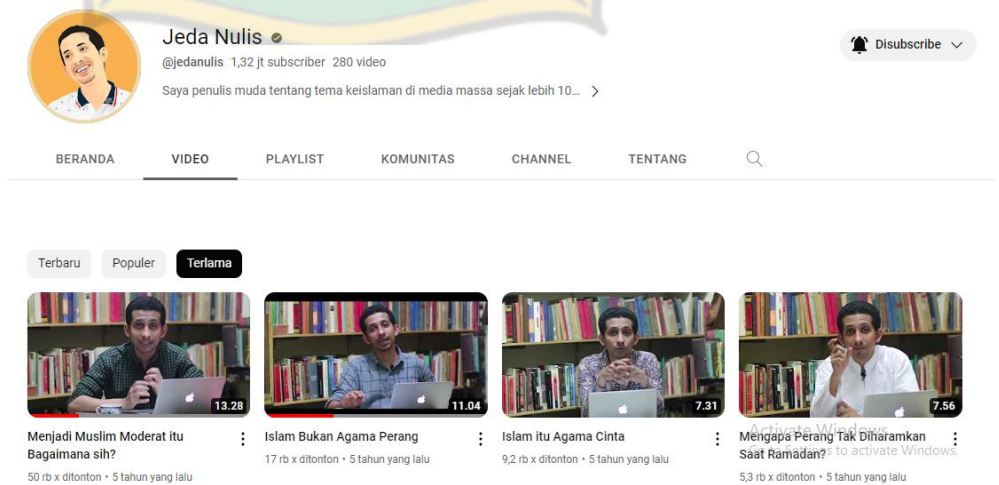 Jeda Nulis
@jedanulis 1,32 jt subscriber 280 video
Disubscribe
Saya penulis muda tentang tema keislaman di media massa sejak lebih 10...
BERANDA VIDEO PLAYLIST KOMUNITAS CHANNEL TENTANG
Terbaru Populer Terlama
13.28 11.04 7.31 7.56
Menjadi Muslim Moderat itu
Bagaimana sih?
50 rb x ditonton • 5 tahun yang lalu
Islam Bukan Agama Perang
17 rb x ditonton • 5 tahun yang lalu
Islam itu Agama Cinta
9,2 rb x ditonton • 5 tahun yang lalu
Mengapa Perang Tak Diharamkan
Saat Ramadan?
5,3 rb x ditonton • 5 tahun yang lalu
Activate Windows
to activate Windows.